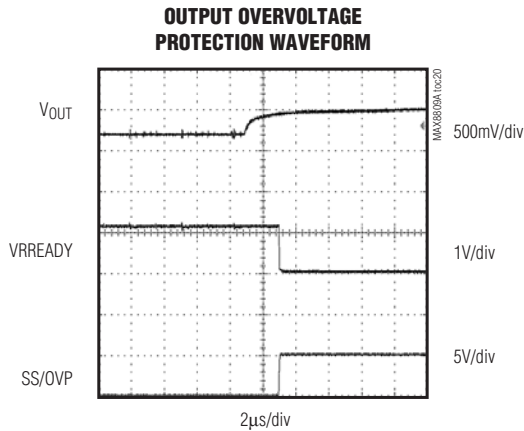 OUTPUT OVERVOLTAGE
PROTECTION WAVEFORM
MAX8809A toc20
VOUT
500mV/div
VRREADY
1V/div
5V/div
SS/OVP
2µs/div